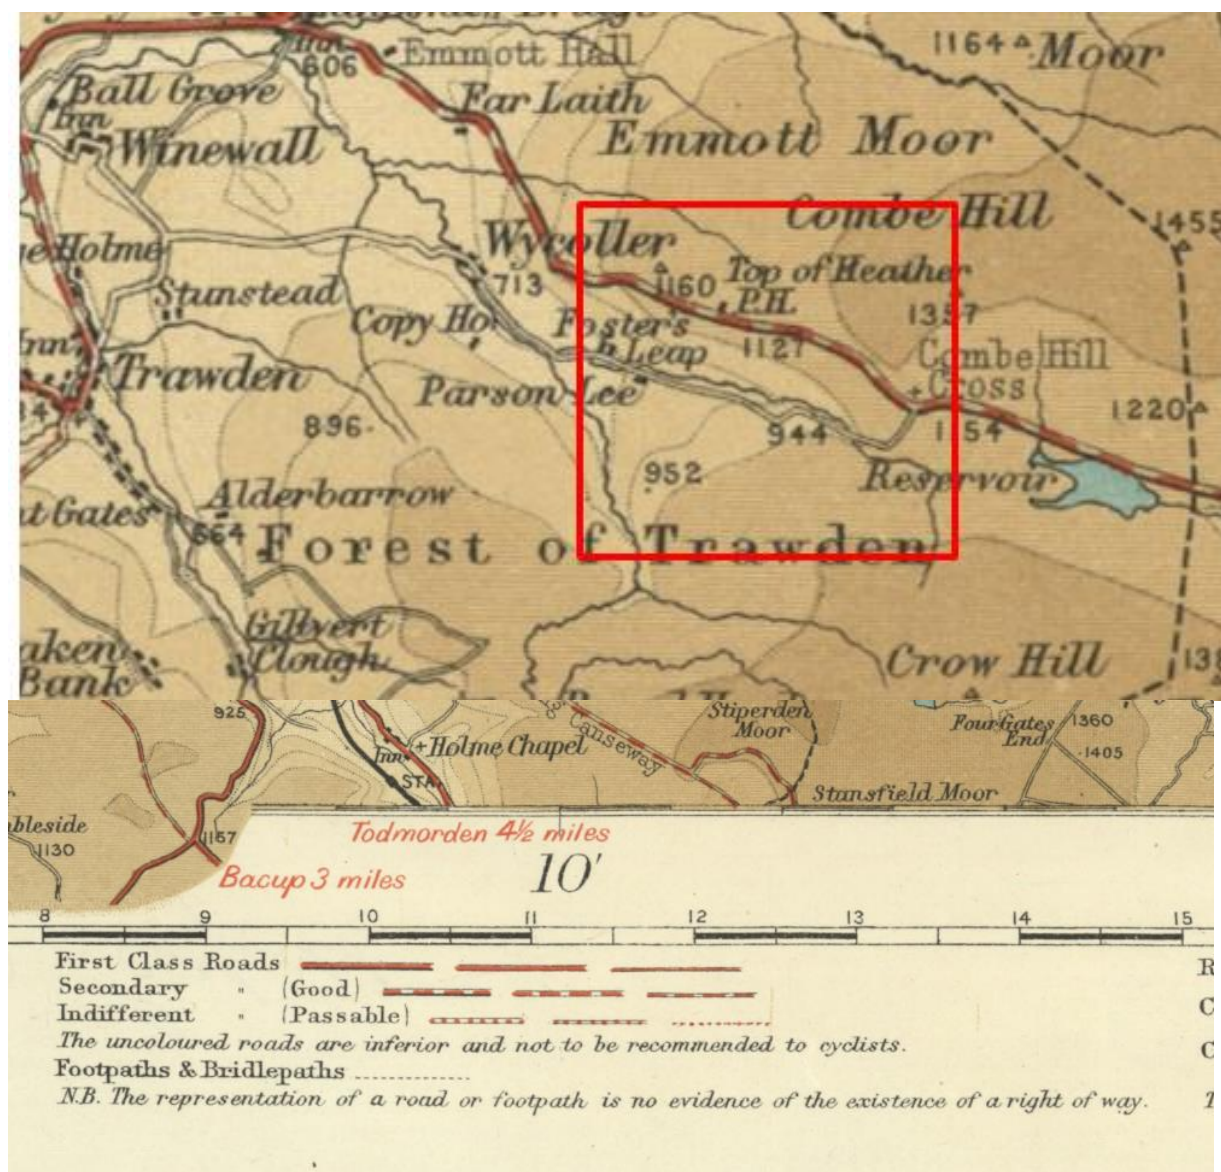 Inn
606
Emmott Hall
1164
Moor
Ball Grove
Far Laith
Inn
Winewall
Emmott Moor
Combe Hill
1455
Wycoller
Holme
713
1160
Top of Heather
P.H.
Stunstead
Copy Ho.
Foster's
Leap
1127
1357
Combe Hill
Cross
Inn
Trawden
Parson Lee
1220
896
944
1154
952
Reservoir
Alderbarrow
Gates
664
Forest of Trawden
Gillvert
Clough
Bank
Crow Hill
925
Inn
Holme Chapel
STA.
Causeway
Stiperden
Moor
Four Gates
End
1360
1405
Stansfield Moor
1130
1157
Todmorden 4½ miles
Bacup 3 miles
10'
8 9 10 11 12 13 14 15
First Class Roads
Secondary " (Good)
Indifferent " (Passable)
The uncoloured roads are inferior and not to be recommended to cyclists.
Footpaths & Bridlepaths
N.B. The representation of a road or footpath is no evidence of the existence of a right of way.
R
C
C